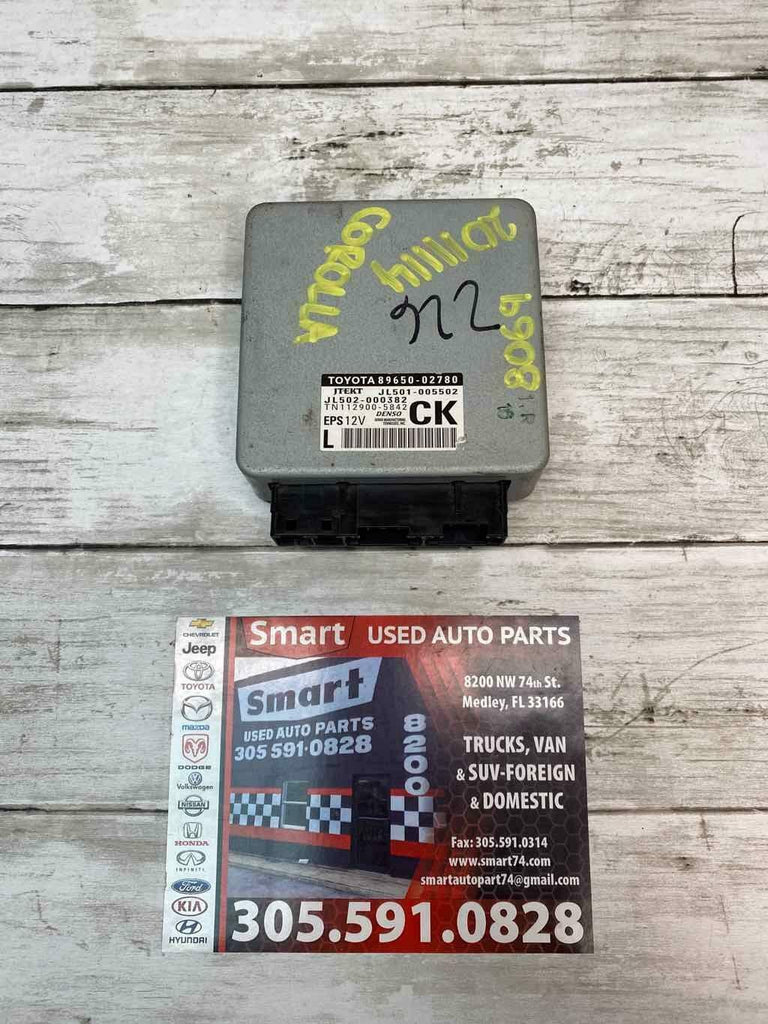 COROLLA
6908
TOYOTA 89650-02780
JTEKT JL501-005502
JL502-000382
TN112900-5842
DENSO
EPS 12V
CK
L
CHEVROLET
Jeep
TOYOTA
mazda
DODGE
Volkswagen
NISSAN
HONDA
INFINITI
Ford
KIA
HYUNDAI
Smart USED AUTO PARTS
Smart
USED AUTO PARTS
305 591·0828
8200
8200 NW 74th St.
Medley, FL 33166
TRUCKS, VAN
& SUV-FOREIGN
& DOMESTIC
Fax: 305.591.0314
www.smart74.com
smartautopart74@gmail.com
305.591.0828